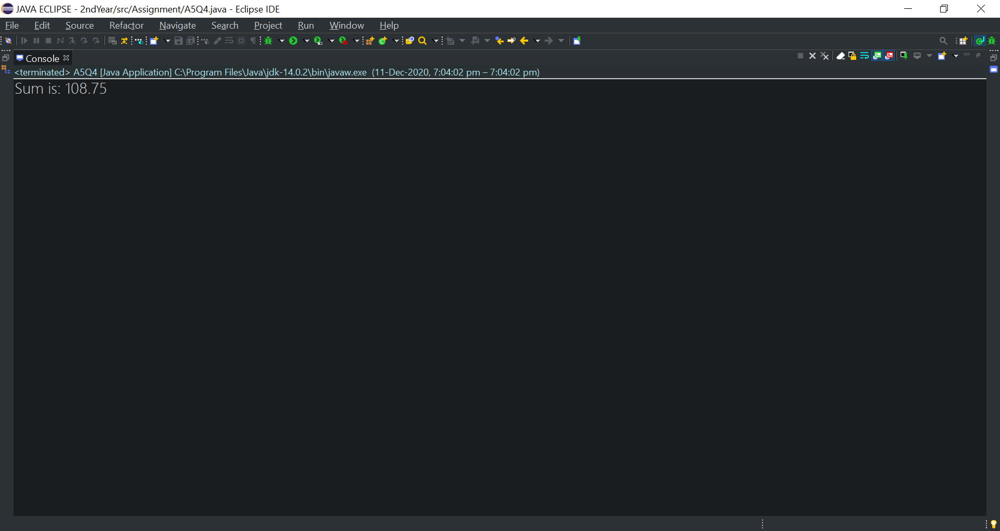 JAVA ECLIPSE - 2ndYear/src/Assignment/A5Q4.java - Eclipse IDE
File Edit Source Refactor Navigate Search Project Run Window Help
Console
<terminated> A5Q4 [Java Application] C:\Program Files\Java\jdk-14.0.2\bin\javaw.exe (11-Dec-2020, 7:04:02 pm – 7:04:02 pm)
Sum is: 108.75